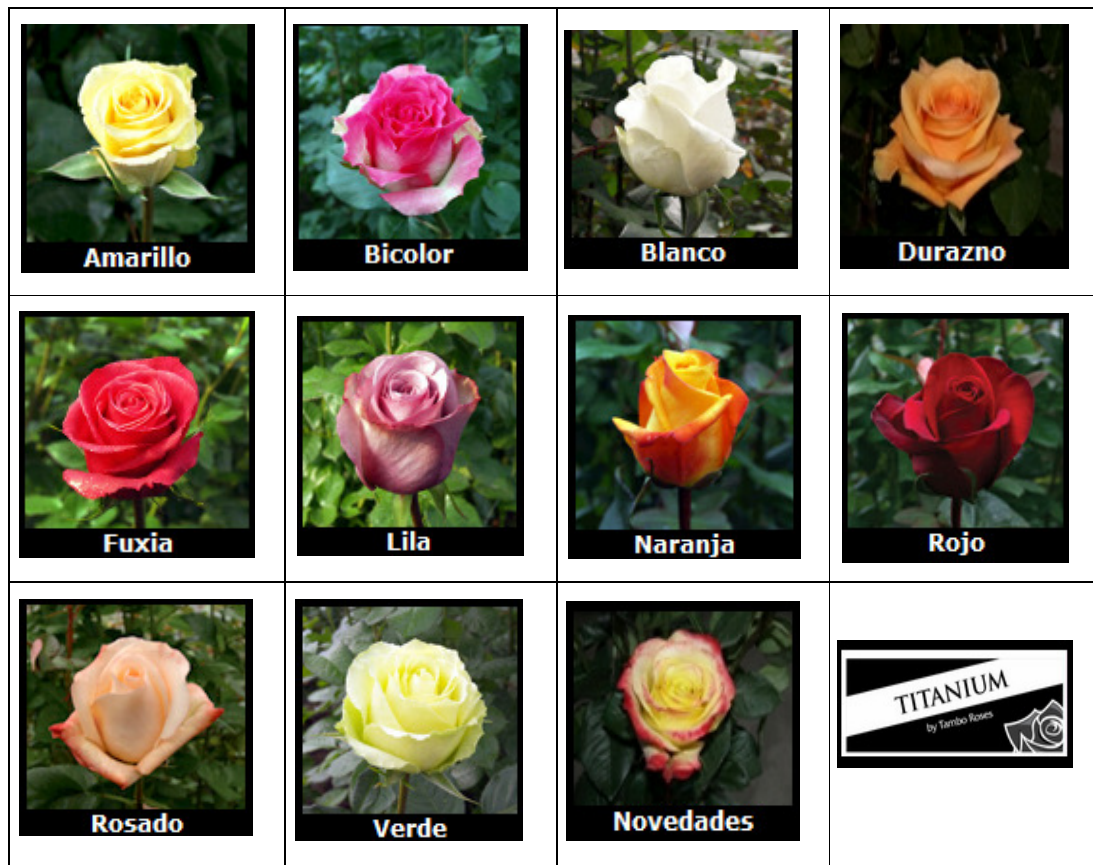 Amarillo
Bicolor
Blanco
Durazno
Fuxia
Lila
Naranja
Rojo
Rosado
Verde
Novedades
TITANIUM
by Tambo Roses